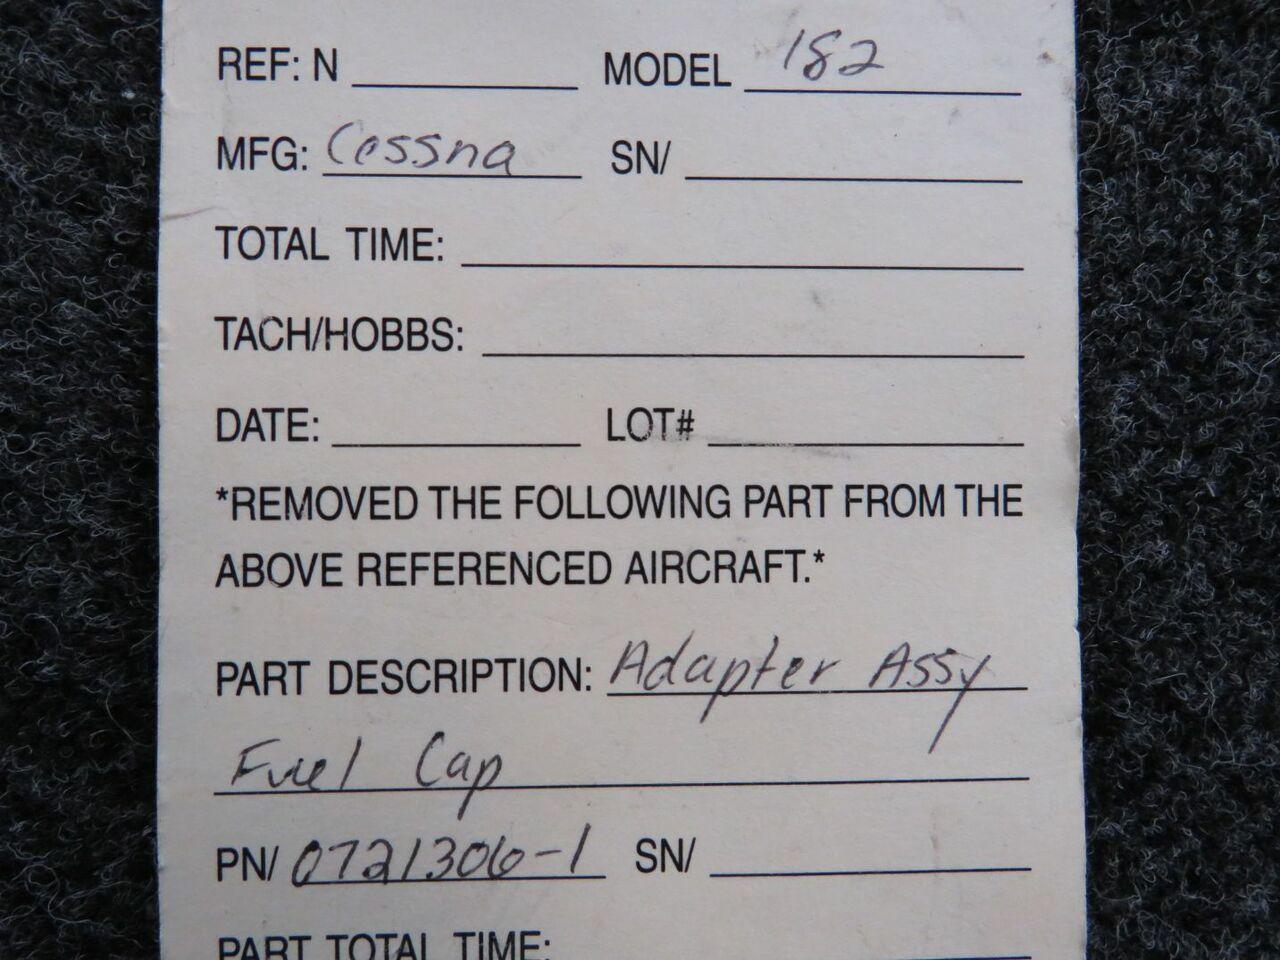 REF: N MODEL 182
MFG: Cessna SN/
TOTAL TIME:
TACH/HOBBS:
DATE: LOT#
*REMOVED THE FOLLOWING PART FROM THE
ABOVE REFERENCED AIRCRAFT.*
PART DESCRIPTION: Adapter Assy
Fuel Cap
PN/ 0721306-1 SN/
PART TOTAL TIME: